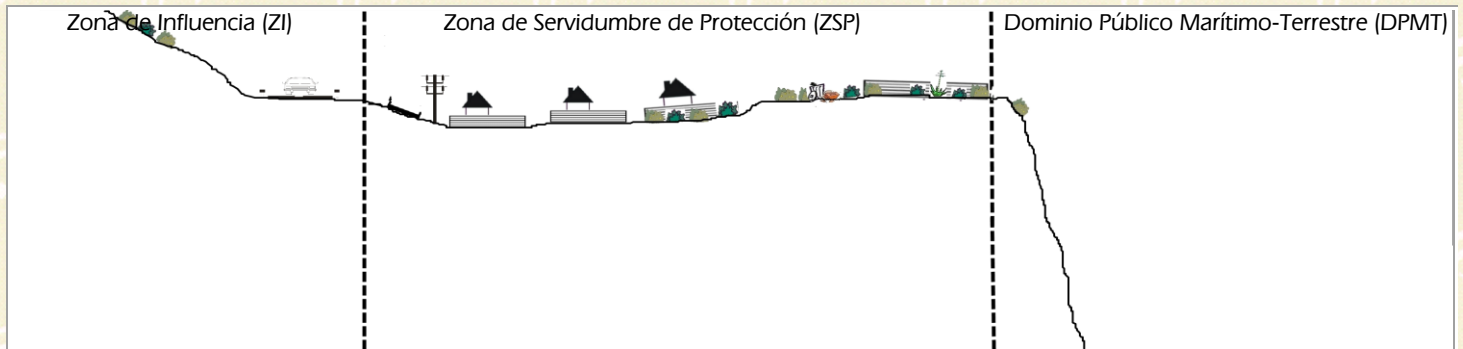 Zona de Influencia (ZI)
Zona de Servidumbre de Protección (ZSP)
Dominio Público Marítimo-Terrestre (DPMT)